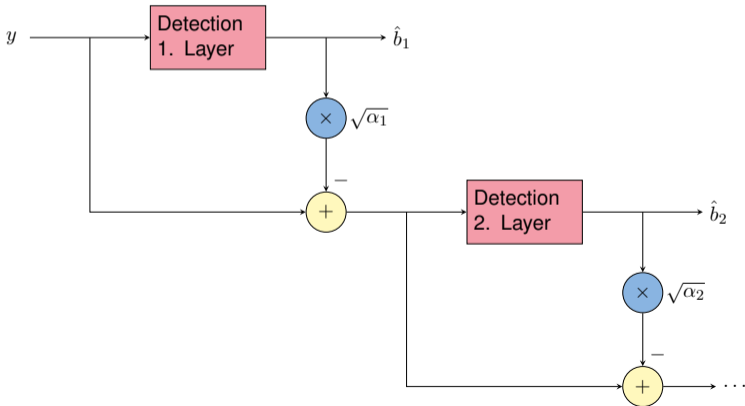 Detection
1. Layer
y
b̂₁
×
√α₁
−
+
Detection
2. Layer
b̂₂
×
√α₂
−
+
⋯